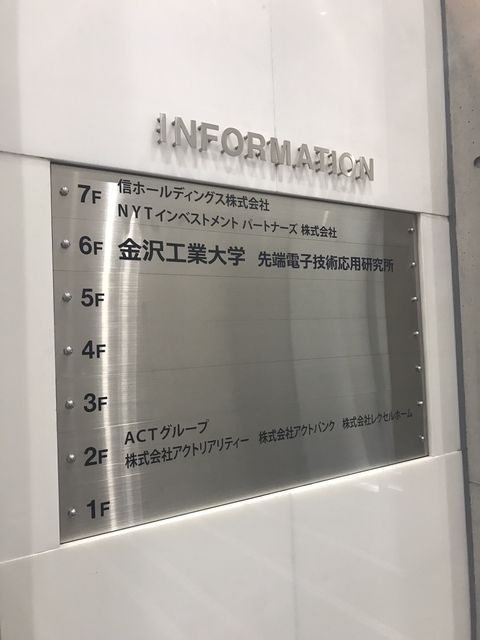 INFORMATION
7F 信ホールディングス株式会社
NYTインベストメント パートナーズ 株式会社
6F 金沢工業大学 先端電子技術応用研究所
5F
4F
3F
ACTグループ
2F 株式会社アクトリアリティー 株式会社アクトバンク 株式会社レクセルホーム
1F